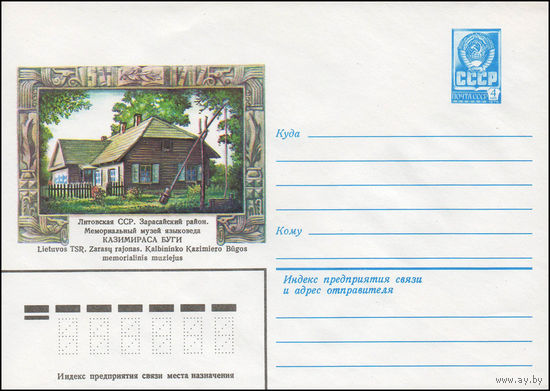 СССР
ПОЧТА СССР
4
К
Куда
Литовская ССР. Зарасайский район.
Мемориальный музей языковеда
КАЗИМИРАСА БУГИ
Lietuvos TSR. Zarasų rajonas. Kalbininko Kazimiero Būgos
memorialinis muziejus
Кому
Индекс предприятия связи
и адрес отправителя
Индекс предприятия связи места назначения
www.ay.by